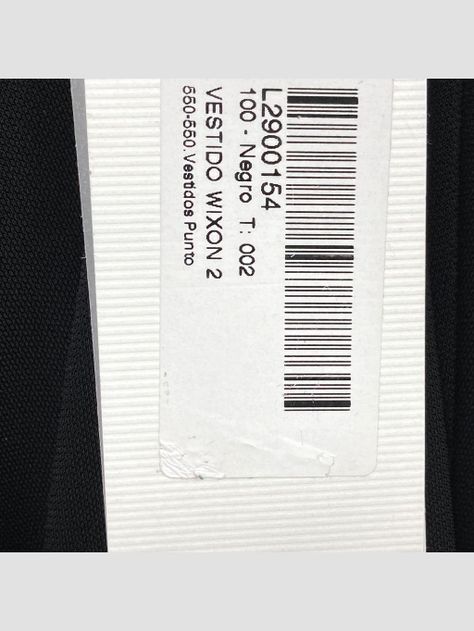 L2900154
100 - Negro T: 002
VESTIDO WIXON 2
550-550.Vestidos Punto